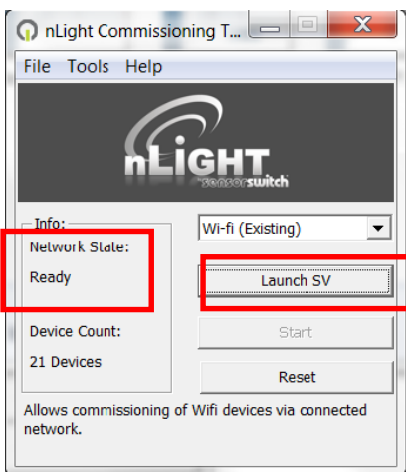 nLight Commissioning T...
File Tools Help
nLIGHT
sensorswitch
Info:
Wi-fi (Existing)
Network State:
Ready
Launch SV
Device Count:
Start
21 Devices
Reset
Allows commissioning of Wifi devices via connected
network.